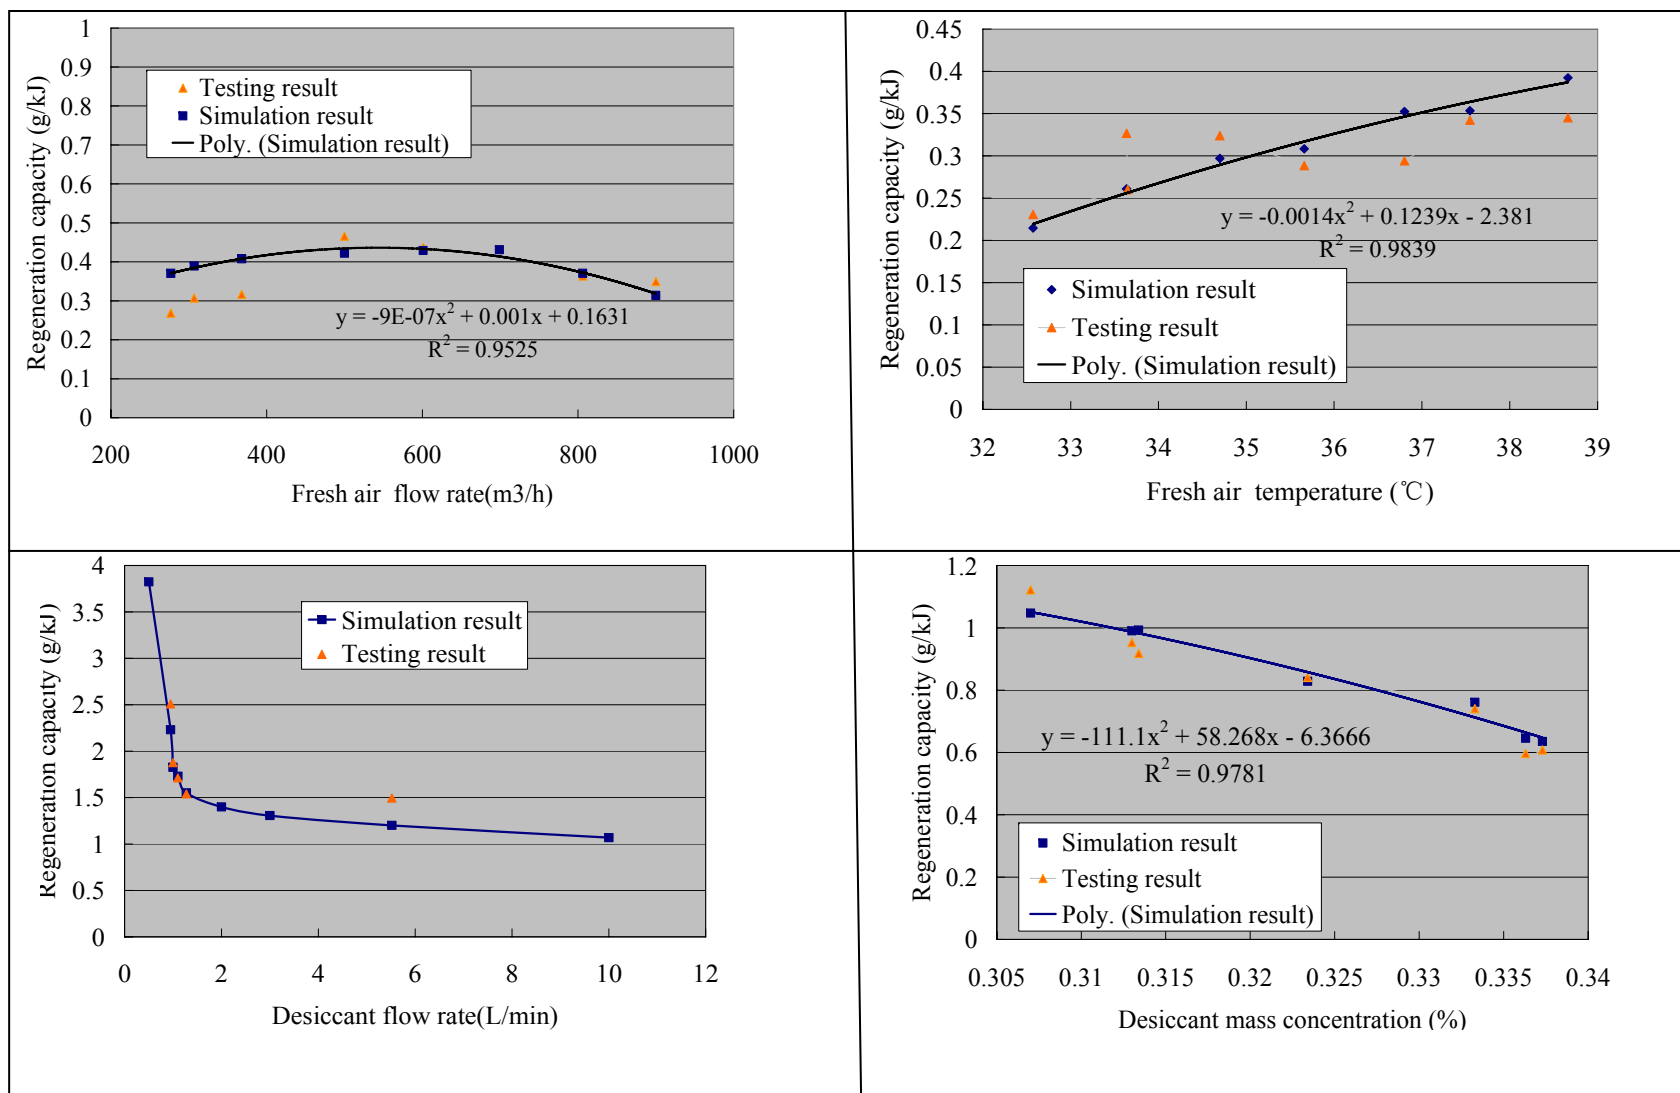 1
0.9
0.8
0.7
0.6
0.5
0.4
0.3
0.2
0.1
0
Regeneration capacity (g/kJ)
Testing result
Simulation result
Poly. (Simulation result)
y = -9E-07x² + 0.001x + 0.1631
R² = 0.9525
200 400 600 800 1000
Fresh air flow rate(m3/h)
0.45
0.4
0.35
0.3
0.25
0.2
0.15
0.1
0.05
0
Regeneration capacity (g/kJ)
y = -0.0014x² + 0.1239x - 2.381
R² = 0.9839
Simulation result
Testing result
Poly. (Simulation result)
32 33 34 35 36 37 38 39
Fresh air temperature (℃)
4
3.5
3
2.5
2
1.5
1
0.5
0
Regeneration capacity (g/kJ)
Simulation result
Testing result
0 2 4 6 8 10 12
Desiccant flow rate(L/min)
1.2
1
0.8
0.6
0.4
0.2
0
Regeneration capacity (g/kJ)
y = -111.1x² + 58.268x - 6.3666
R² = 0.9781
Simulation result
Testing result
Poly. (Simulation result)
0.305 0.31 0.315 0.32 0.325 0.33 0.335 0.34
Desiccant mass concentration (%)